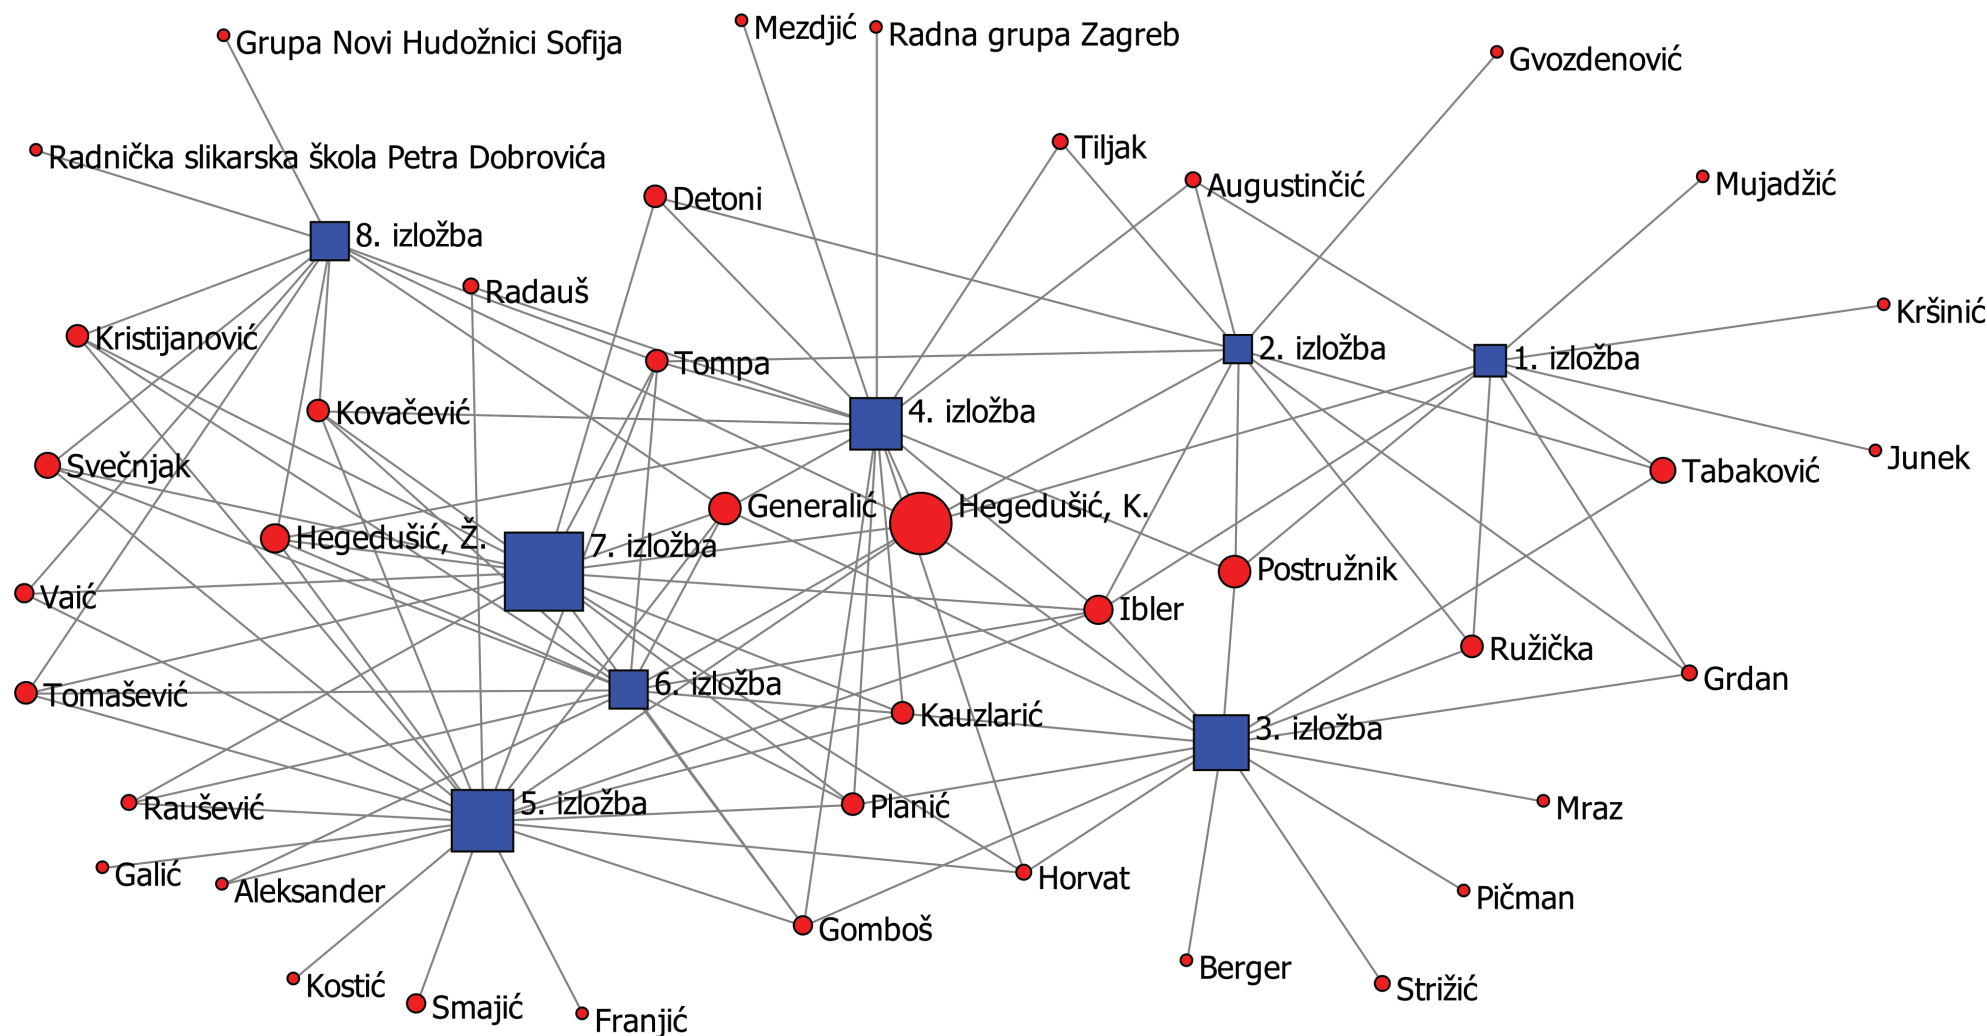 Mezdjić
Radna grupa Zagreb
Grupa Novi Hudožnici Sofija
Gvozdenović
Tiljak
Radnička slikarska škola Petra Dobrovića
Augustinčić
Mujadžić
Detoni
8. izložba
Radauš
Kršinić
Kristijanović
2. izložba
1. izložba
Tompa
Kovačević
4. izložba
Junek
Svečnjak
Tabaković
Generalić
Hegedušić, K.
Hegedušić, Ž.
7. izložba
Postružnik
Vaić
Ibler
Ružička
Grdan
6. izložba
Tomašević
Kauzlarić
3. izložba
5. izložba
Raušević
Planić
Mraz
Galić
Horvat
Aleksander
Pičman
Gomboš
Berger
Kostić
Strižić
Smajić
Franjić